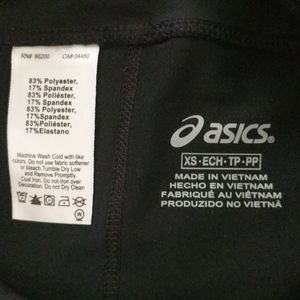 RN# 66200 CA# 04480
83% Polyester,
17% Spandex
83% Poliéster,
17% Spandex
83% Polyester,
17%Spandex
83%Poliéster,
17%Elastano
Machine Wash Cold with like
colors. Do not use fabric softener
or bleach Tumble Dry Low
and Remove Promptly.
Cool Iron. Do not iron over
Decoration. Do not Dry Clean
asics
XS·ECH·TP·PP
MADE IN VIETNAM
HECHO EN VIETNAM
FABRIQUÉ AU VIÊTNAM
PRODUZIDO NO VIETNÃ